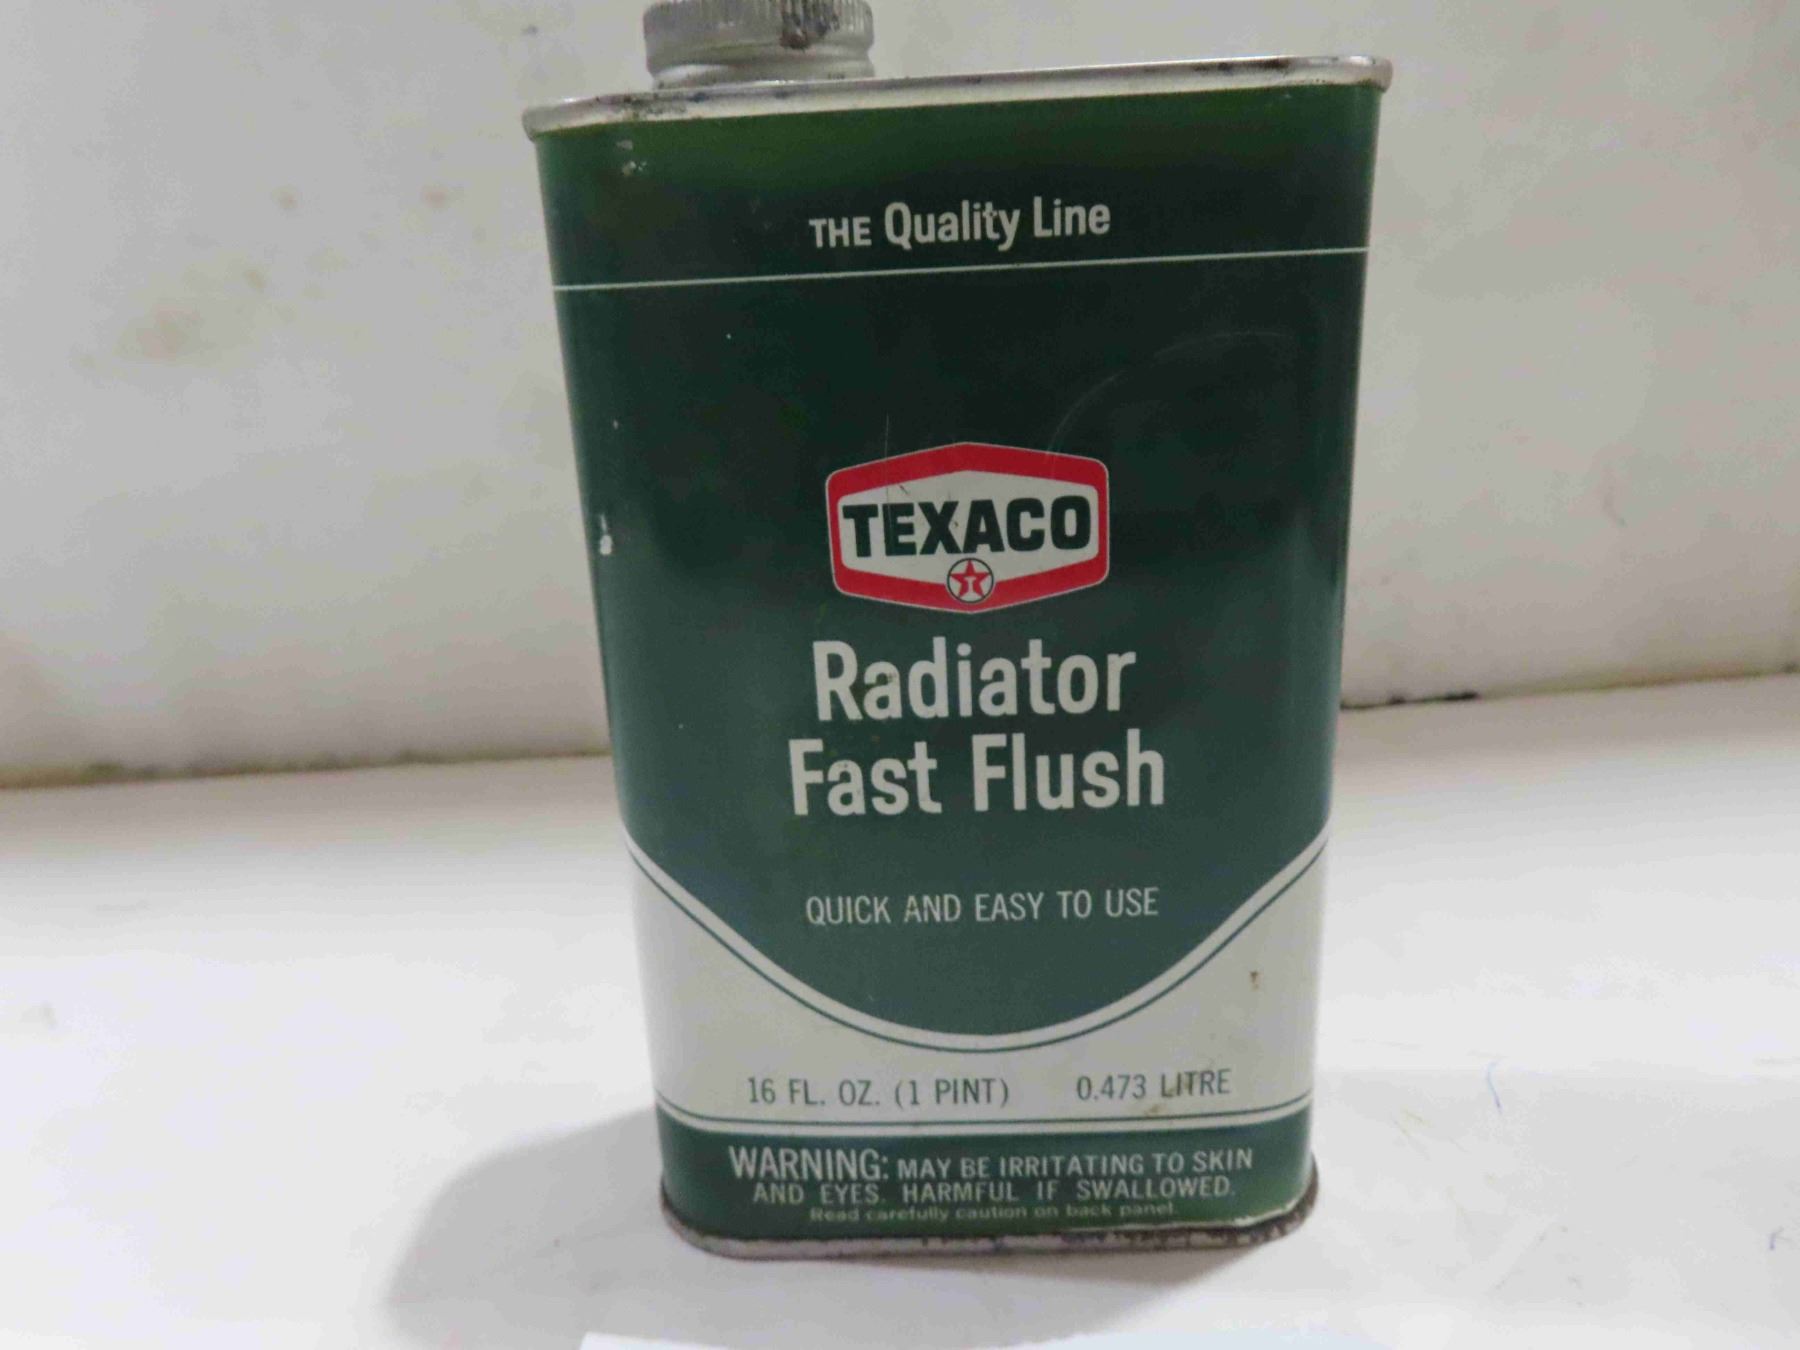 THE Quality Line
TEXACO
T
Radiator
Fast Flush
QUICK AND EASY TO USE
16 FL. OZ. (1 PINT) 0.473 LITRE
WARNING: MAY BE IRRITATING TO SKIN
AND EYES. HARMFUL IF SWALLOWED.
Read carefully caution on back panel.